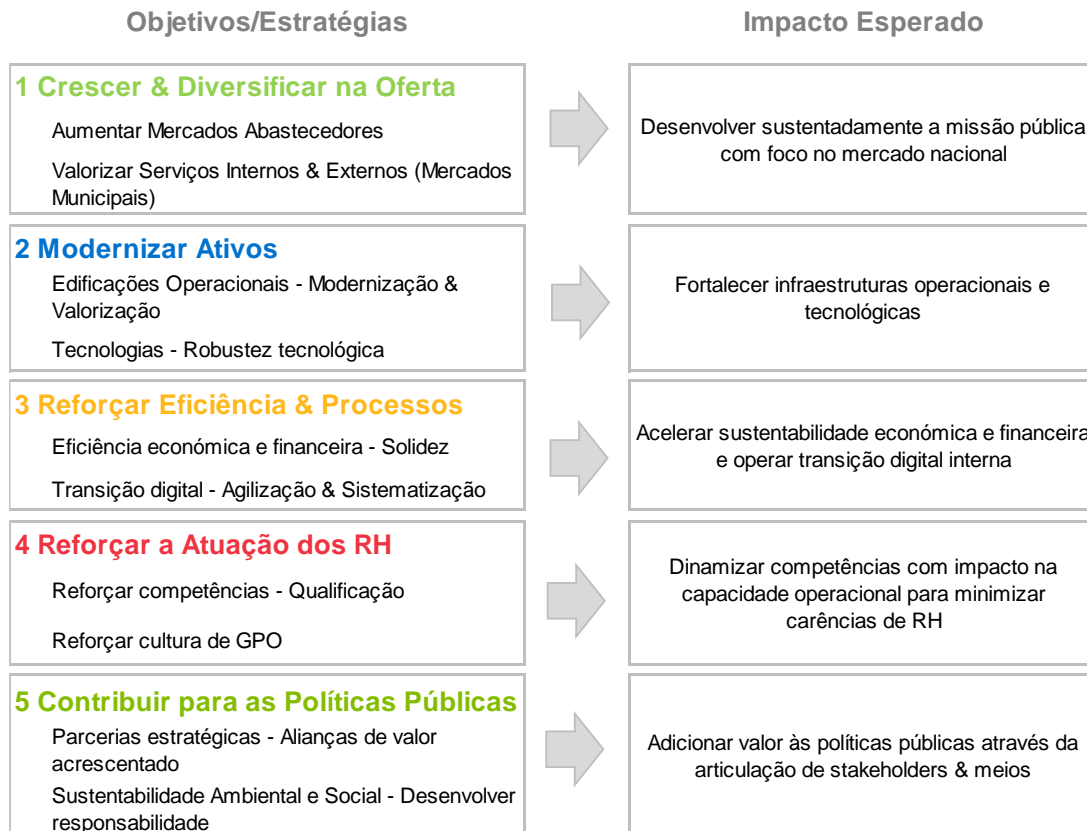 Objetivos/Estratégias
Impacto Esperado
1 Crescer & Diversificar na Oferta
Aumentar Mercados Abastecedores
Valorizar Serviços Internos & Externos (Mercados
Municipais)
Desenvolver sustentadamente a missão pública
com foco no mercado nacional
2 Modernizar Ativos
Edificações Operacionais - Modernização &
Valorização
Tecnologias - Robustez tecnológica
Fortalecer infraestruturas operacionais e
tecnológicas
3 Reforçar Eficiência & Processos
Eficiência económica e financeira - Solidez
Transição digital - Agilização & Sistematização
Acelerar sustentabilidade económica e financeira
e operar transição digital interna
4 Reforçar a Atuação dos RH
Reforçar competências - Qualificação
Reforçar cultura de GPO
Dinamizar competências com impacto na
capacidade operacional para minimizar
carências de RH
5 Contribuir para as Políticas Públicas
Parcerias estratégicas - Alianças de valor
acrescentado
Sustentabilidade Ambiental e Social - Desenvolver
responsabilidade
Adicionar valor às políticas públicas através da
articulação de stakeholders & meios